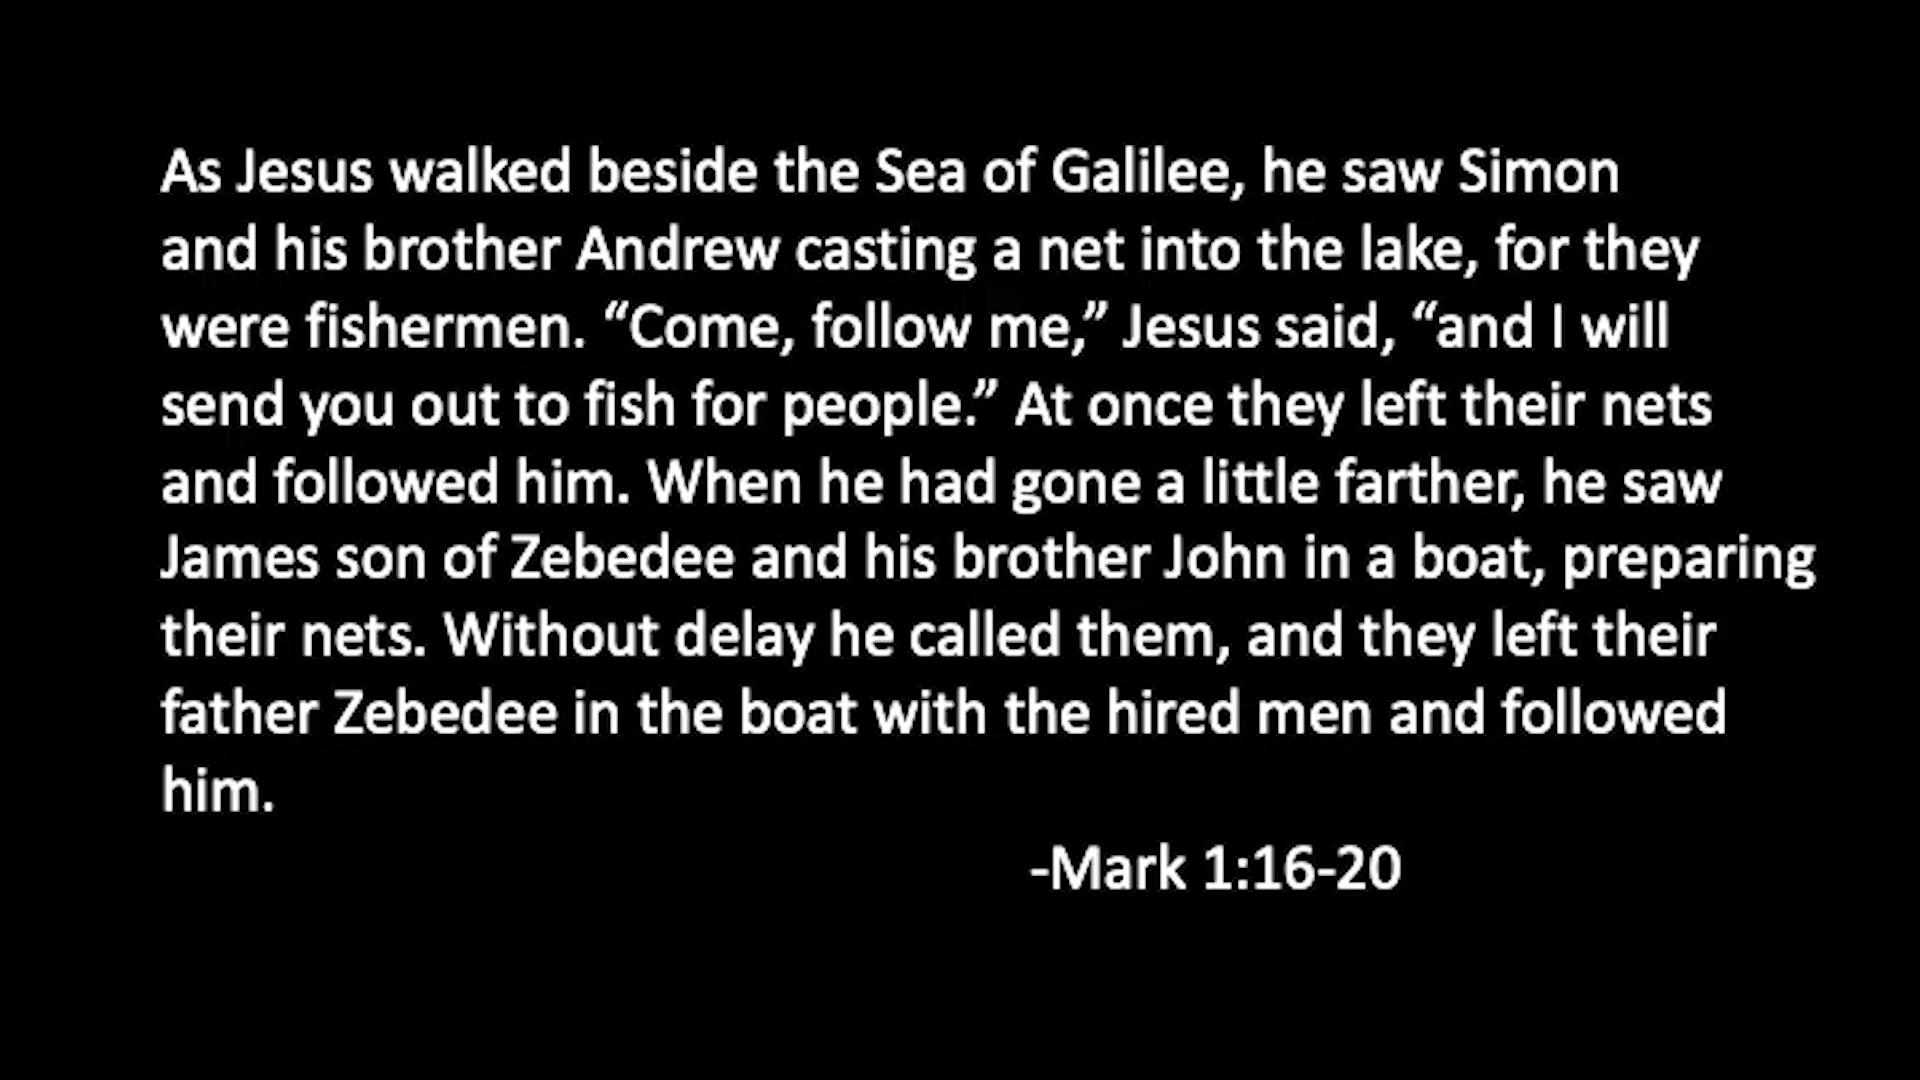 As Jesus walked beside the Sea of Galilee, he saw Simon
and his brother Andrew casting a net into the lake, for they
were fishermen. “Come, follow me,” Jesus said, “and I will
send you out to fish for people.” At once they left their nets
and followed him. When he had gone a little farther, he saw
James son of Zebedee and his brother John in a boat, preparing
their nets. Without delay he called them, and they left their
father Zebedee in the boat with the hired men and followed
him.
-Mark 1:16-20